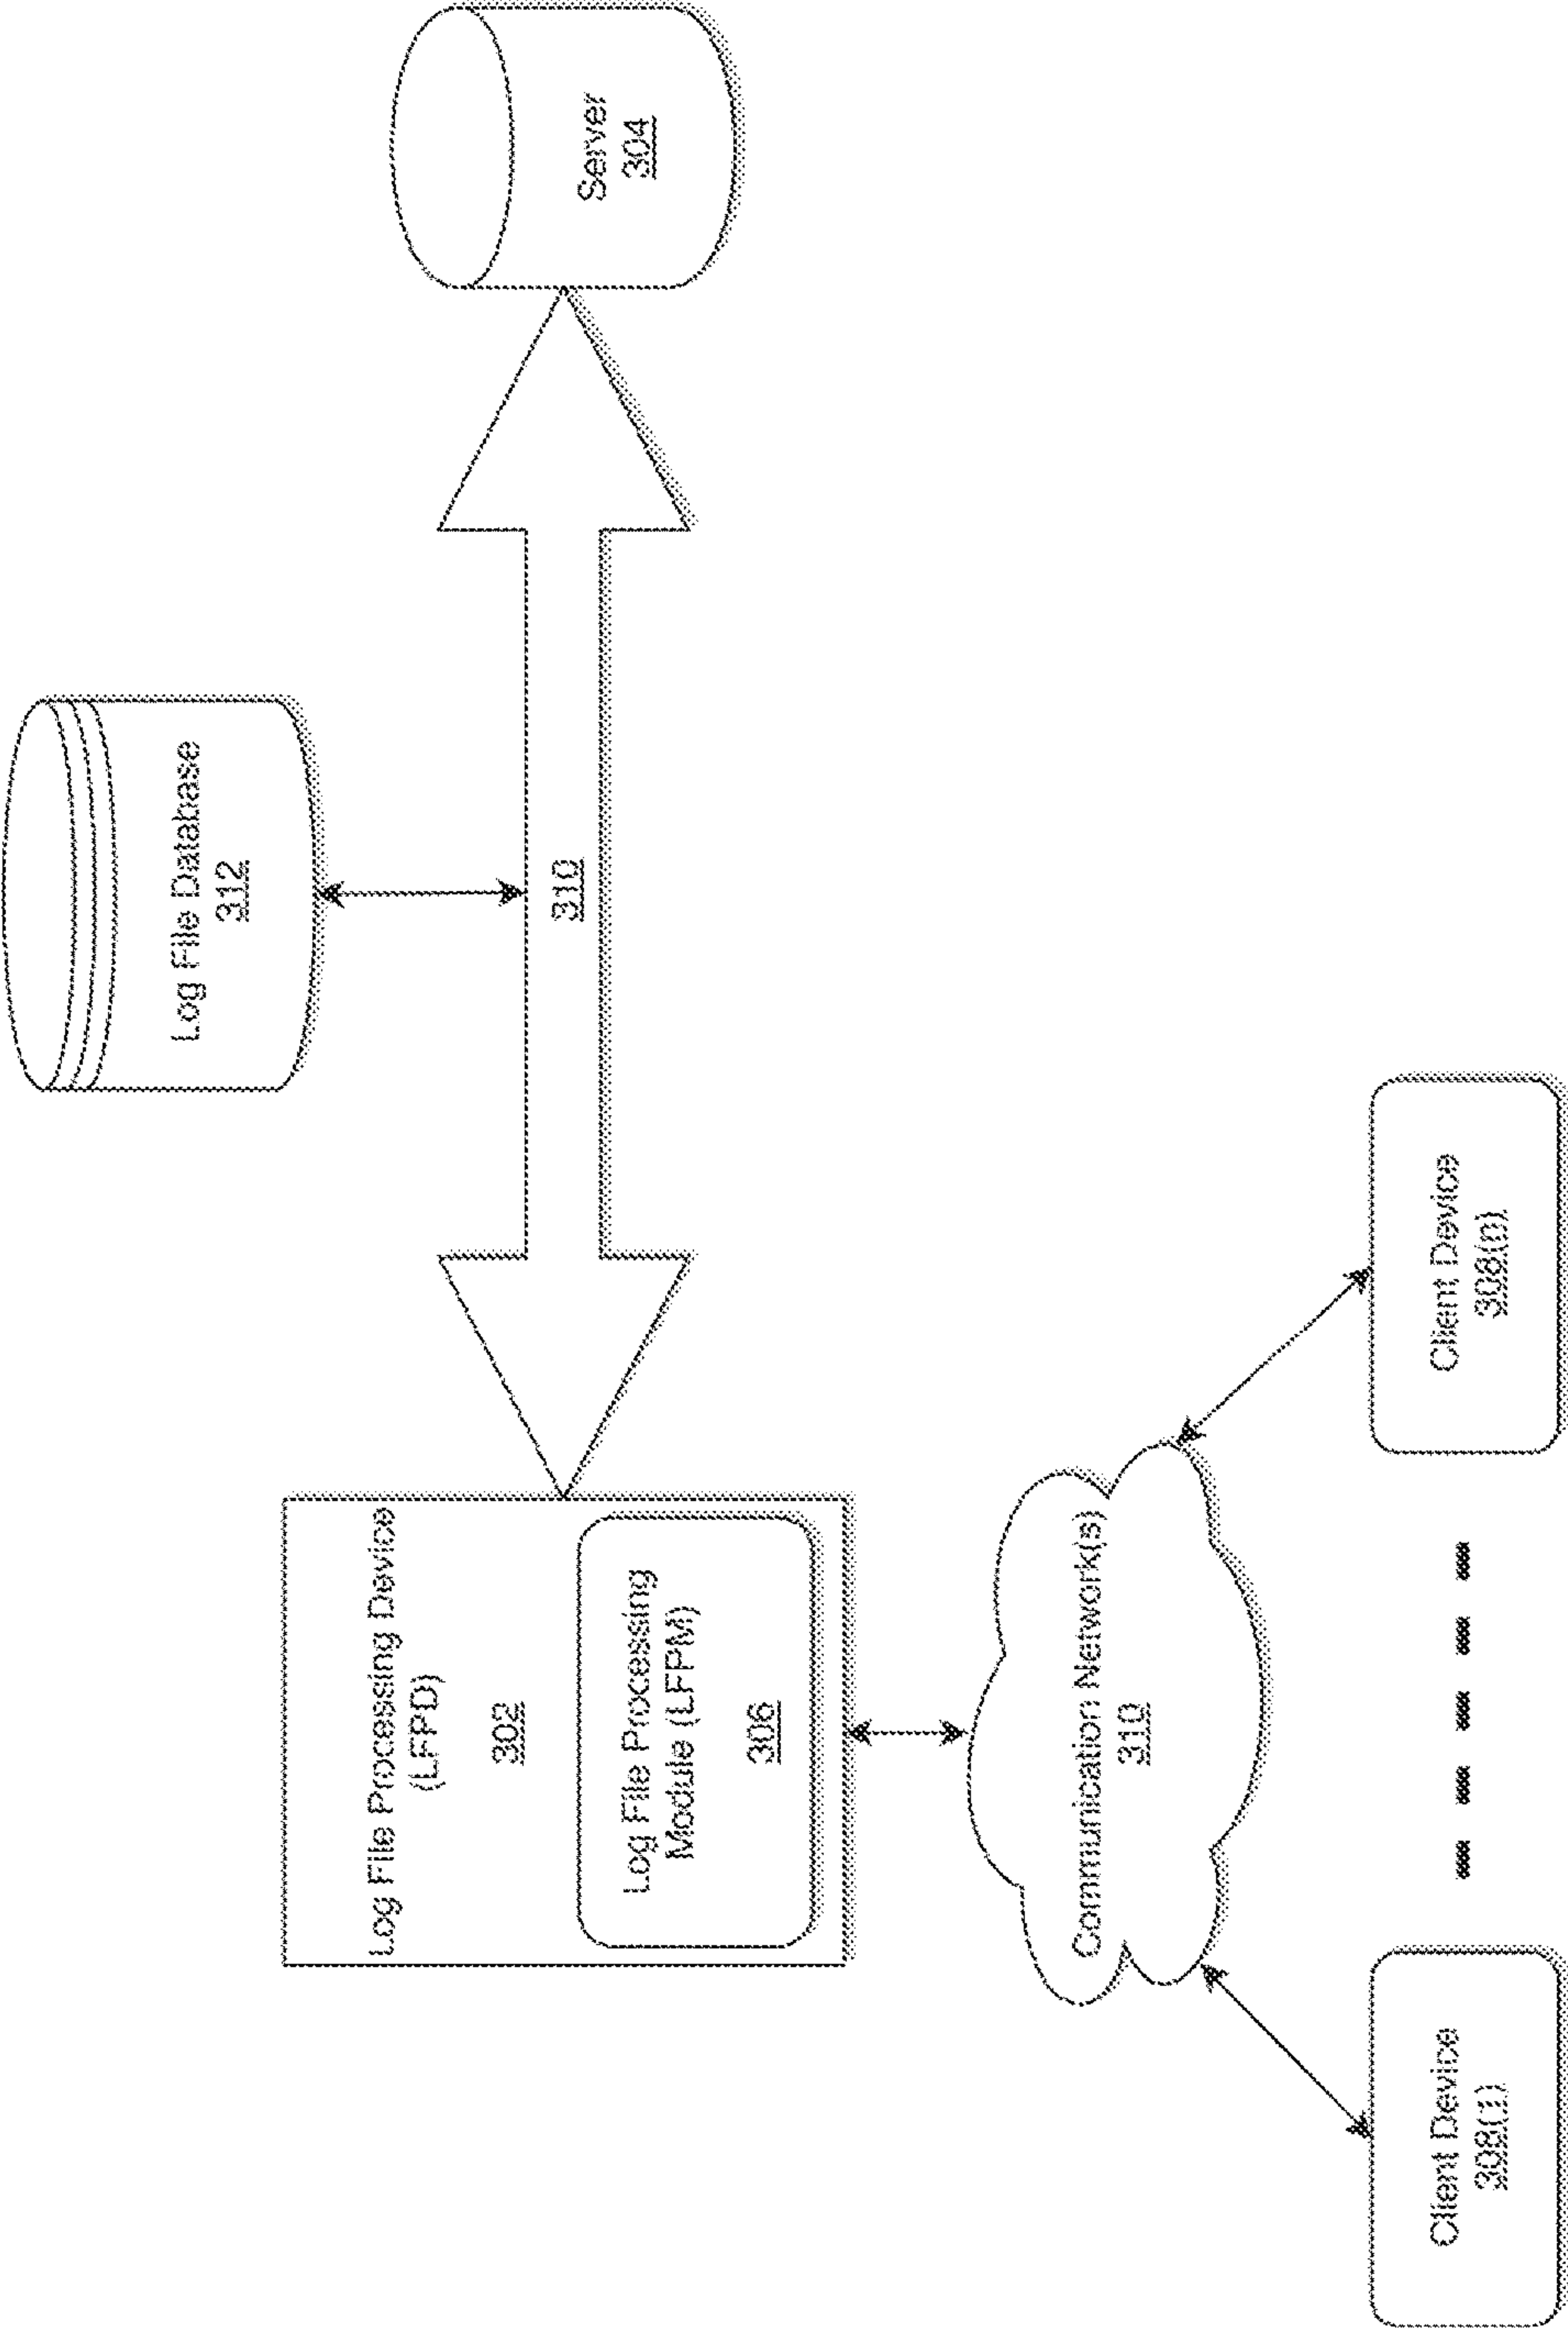 Log File Database
312
Log File Processing Device
(LFPD)
302
Log File Processing
Module (LFPM)
306
310
Server
304
Communication Network(s)
310
Client Device
308(1)
Client Device
308(n)